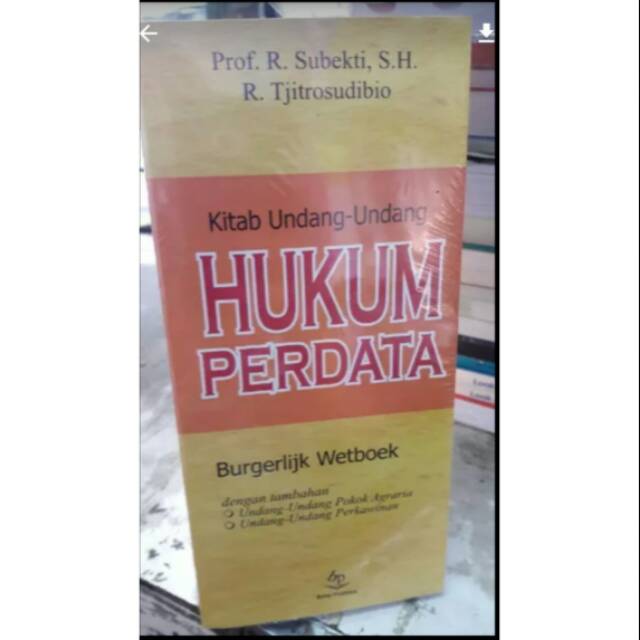 Prof. R. Subekti, S.H.
R. Tjitrosudibio
Kitab Undang-Undang
HUKUM
PERDATA
Burgerlijk Wetboek
dengan tambahan
Undang-Undang Pokok Agraria
Undang-Undang Perkawinan